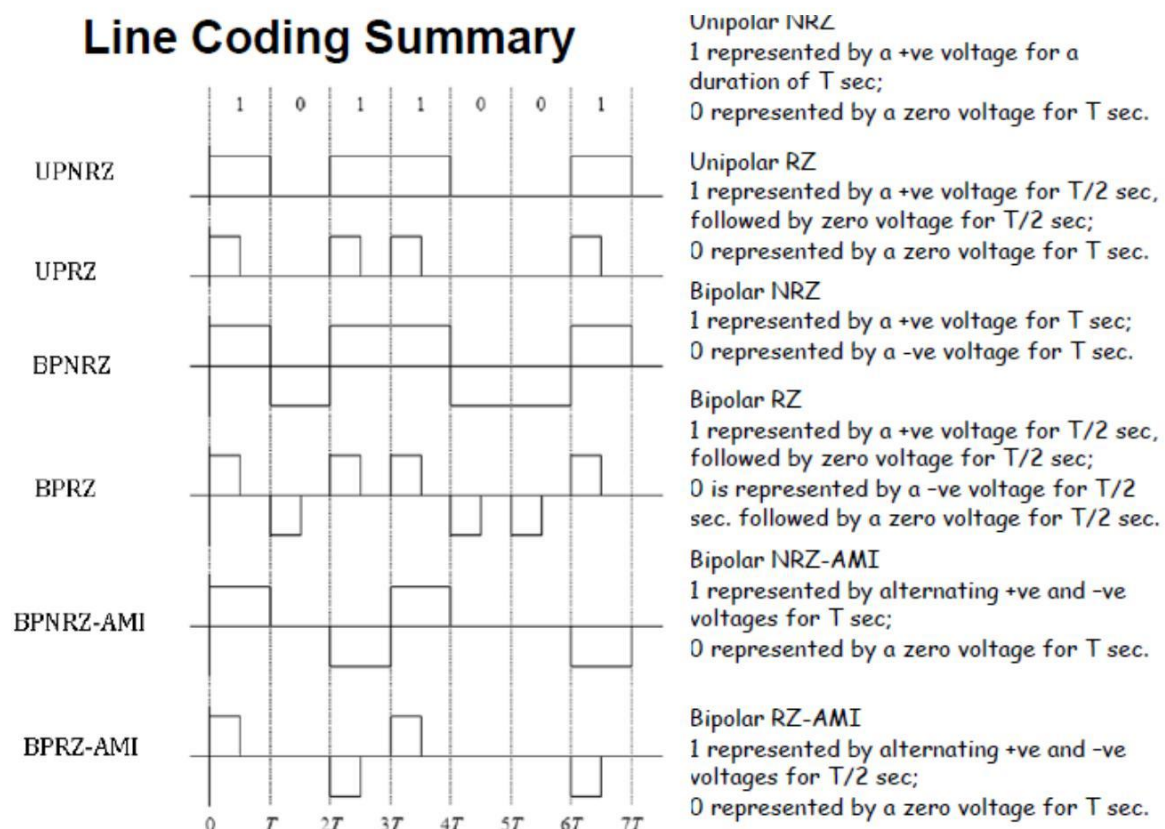 Line Coding Summary
1 0 1 1 0 0 1
UPNRZ
UPRZ
BPNRZ
BPRZ
BPNRZ-AMI
BPRZ-AMI
0 T 2T 3T 4T 5T 6T 7T
Unipolar NRZ
1 represented by a +ve voltage for a
duration of T sec;
0 represented by a zero voltage for T sec.
Unipolar RZ
1 represented by a +ve voltage for T/2 sec,
followed by zero voltage for T/2 sec;
0 represented by a zero voltage for T sec.
Bipolar NRZ
1 represented by a +ve voltage for T sec;
0 represented by a -ve voltage for T sec.
Bipolar RZ
1 represented by a +ve voltage for T/2 sec,
followed by zero voltage for T/2 sec;
0 is represented by a –ve voltage for T/2
sec. followed by a zero voltage for T/2 sec.
Bipolar NRZ-AMI
1 represented by alternating +ve and –ve
voltages for T sec;
0 represented by a zero voltage for T sec.
Bipolar RZ-AMI
1 represented by alternating +ve and –ve
voltages for T/2 sec;
0 represented by a zero voltage for T sec.